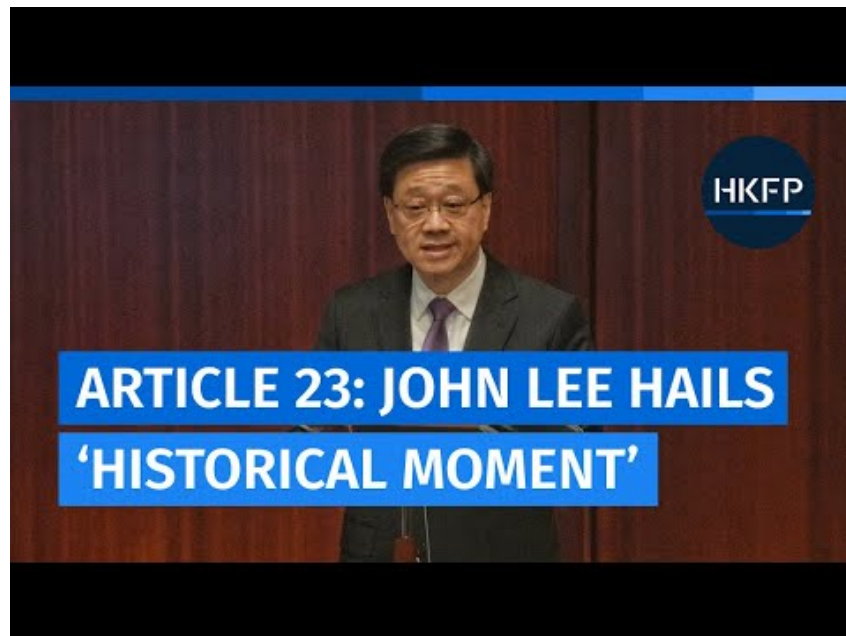 HKFP
ARTICLE 23: JOHN LEE HAILS
‘HISTORICAL MOMENT’